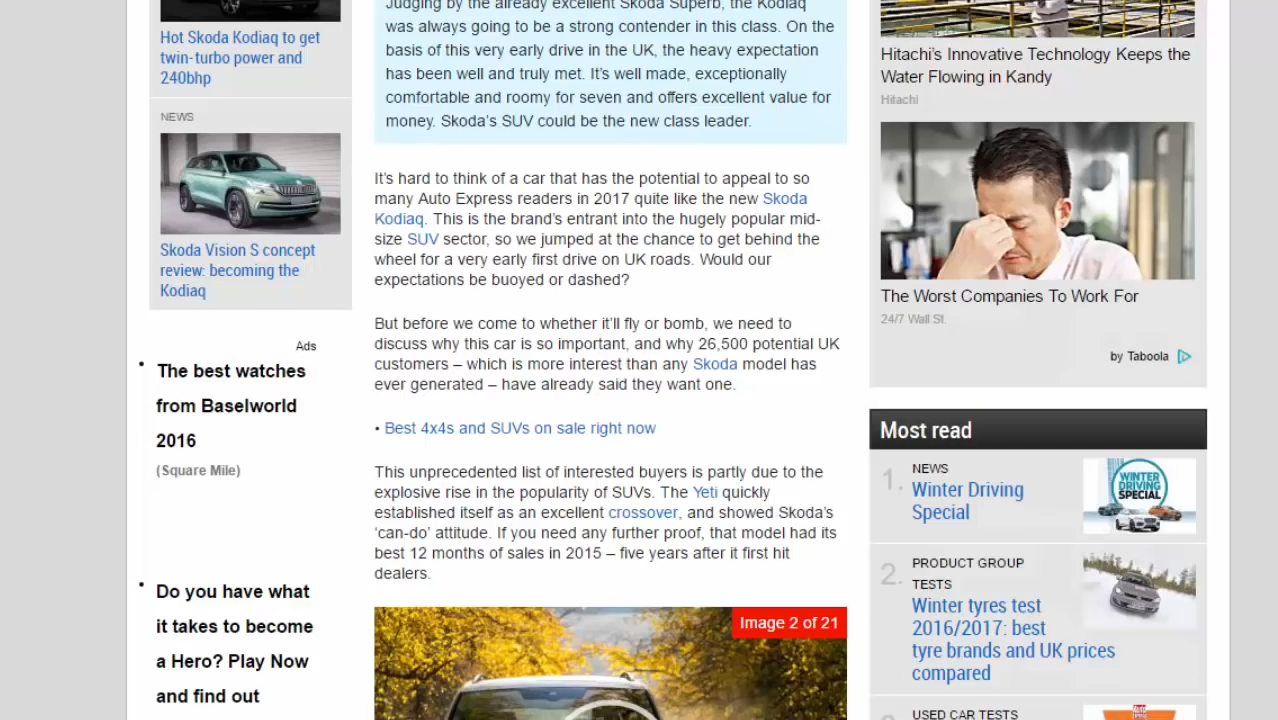 Hot Skoda Kodiaq to get
twin-turbo power and
240bhp
NEWS
Skoda Vision S concept
review: becoming the
Kodiaq
Ads
• The best watches
from Baselworld
2016
(Square Mile)
• Do you have what
it takes to become
a Hero? Play Now
and find out
Judging by the already excellent Skoda Superb, the Kodiaq
was always going to be a strong contender in this class. On the
basis of this very early drive in the UK, the heavy expectation
has been well and truly met. It's well made, exceptionally
comfortable and roomy for seven and offers excellent value for
money. Skoda's SUV could be the new class leader.
It's hard to think of a car that has the potential to appeal to so
many Auto Express readers in 2017 quite like the new Skoda
Kodiaq. This is the brand's entrant into the hugely popular mid-
size SUV sector, so we jumped at the chance to get behind the
wheel for a very early first drive on UK roads. Would our
expectations be buoyed or dashed?
But before we come to whether it'll fly or bomb, we need to
discuss why this car is so important, and why 26,500 potential UK
customers – which is more interest than any Skoda model has
ever generated – have already said they want one.
• Best 4x4s and SUVs on sale right now
This unprecedented list of interested buyers is partly due to the
explosive rise in the popularity of SUVs. The Yeti quickly
established itself as an excellent crossover, and showed Skoda's
'can-do' attitude. If you need any further proof, that model had its
best 12 months of sales in 2015 – five years after it first hit
dealers.
Image 2 of 21
Hitachi's Innovative Technology Keeps the
Water Flowing in Kandy
Hitachi
The Worst Companies To Work For
24/7 Wall St.
by Taboola
Most read
1. NEWS
Winter Driving
Special
WINTER
DRIVING
SPECIAL
2. PRODUCT GROUP
TESTS
Winter tyres test
2016/2017: best
tyre brands and UK prices
compared
USED CAR TESTS